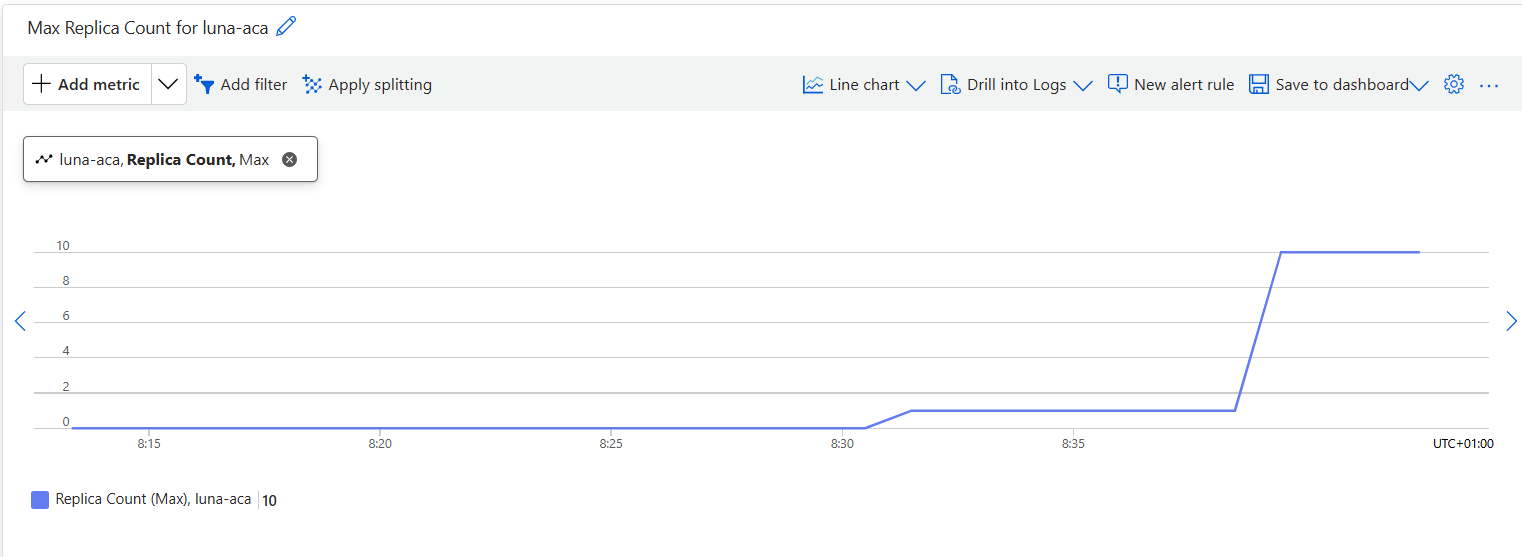 Max Replica Count for luna-aca
Add metric Add filter Apply splitting Line chart Drill into Logs New alert rule Save to dashboard
luna-aca, Replica Count, Max
10
8
6
4
2
0
8:15 8:20 8:25 8:30 8:35 UTC+01:00
Replica Count (Max), luna-aca 10